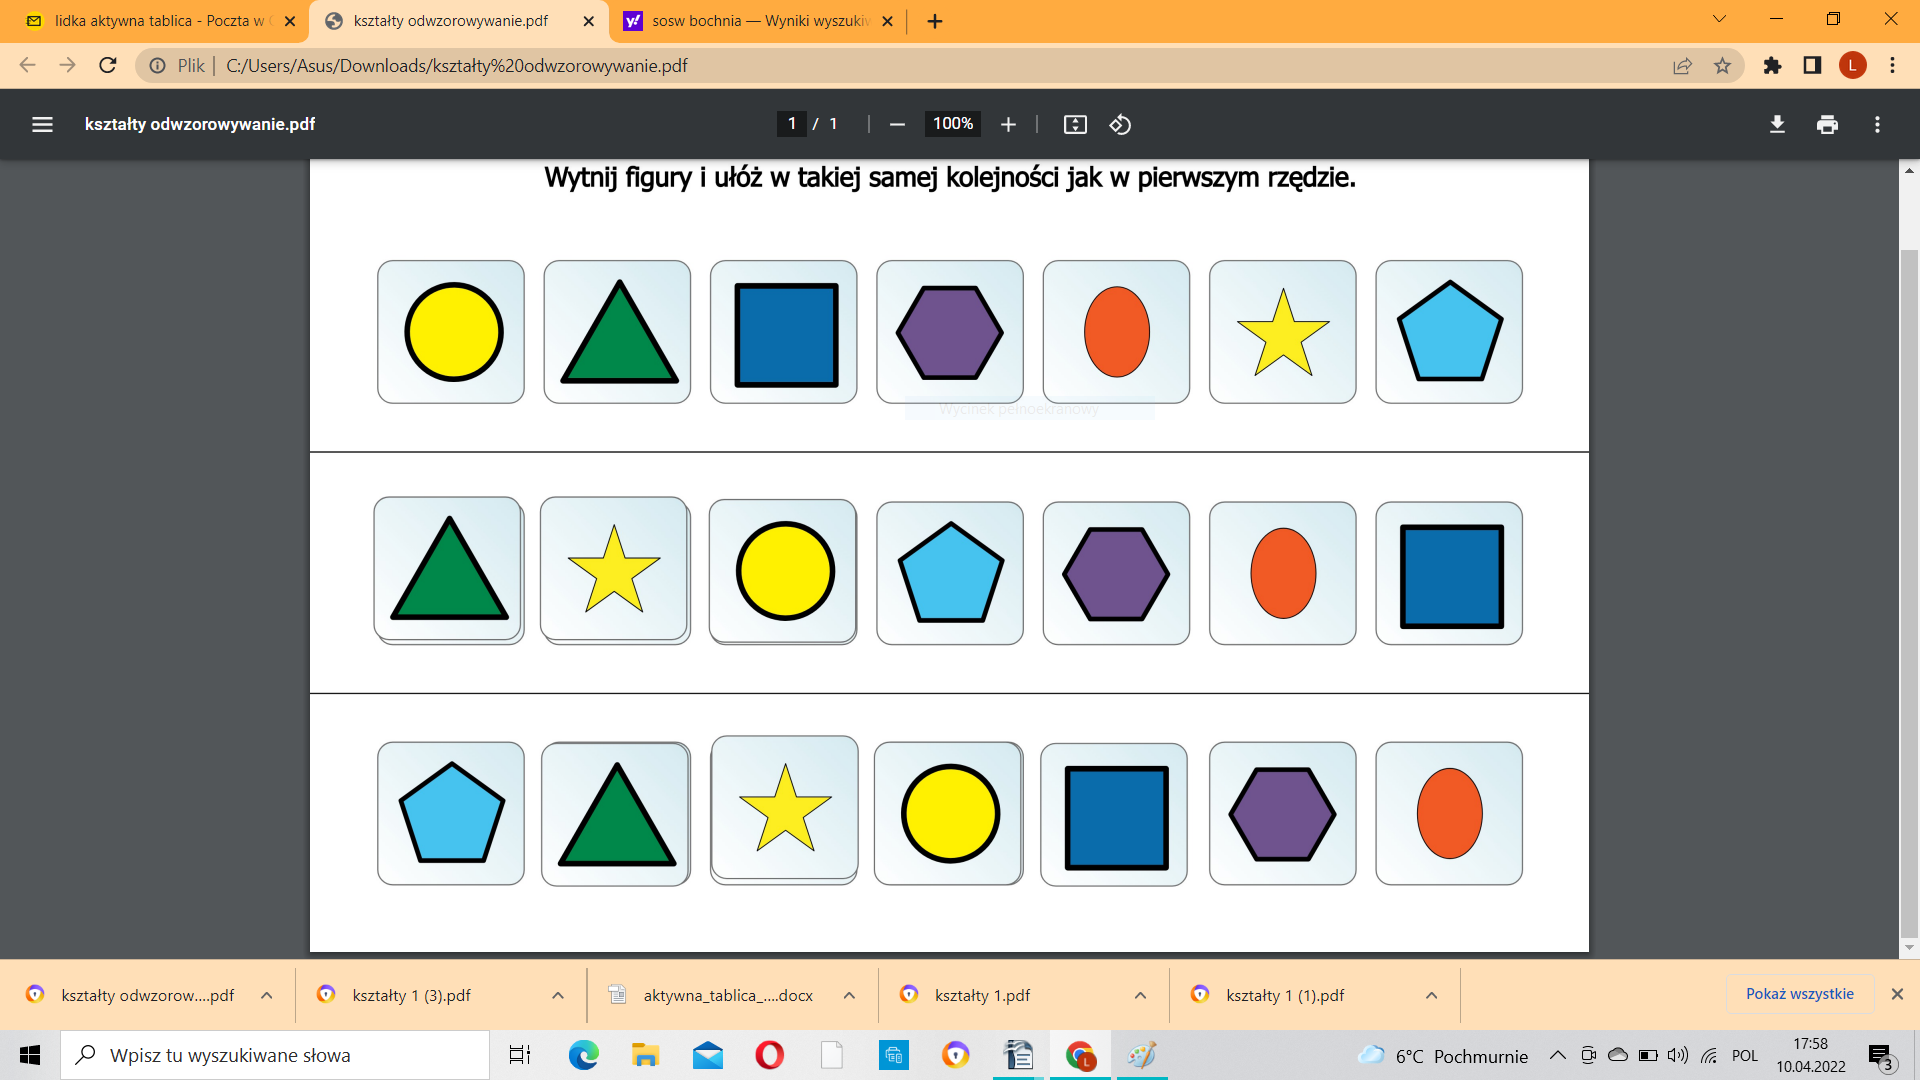 lidka aktywna tablica - Poczta w
kształty odwzorowywanie.pdf
sosw bochnia — Wyniki wyszukiw
Plik
C:/Users/Asus/Downloads/kształty%20odwzorowywanie.pdf
L
kształty odwzorowywanie.pdf
1 / 1
100%
Wytnij figury i ułóż w takiej samej kolejności jak w pierwszym rzędzie.
Wycinek pełnoekranowy
kształty odwzorow....pdf
kształty 1 (3).pdf
aktywna_tablica_....docx
kształty 1.pdf
kształty 1 (1).pdf
Pokaż wszystkie
Wpisz tu wyszukiwane słowa
6°C Pochmurnie
POL
17:58
10.04.2022
3